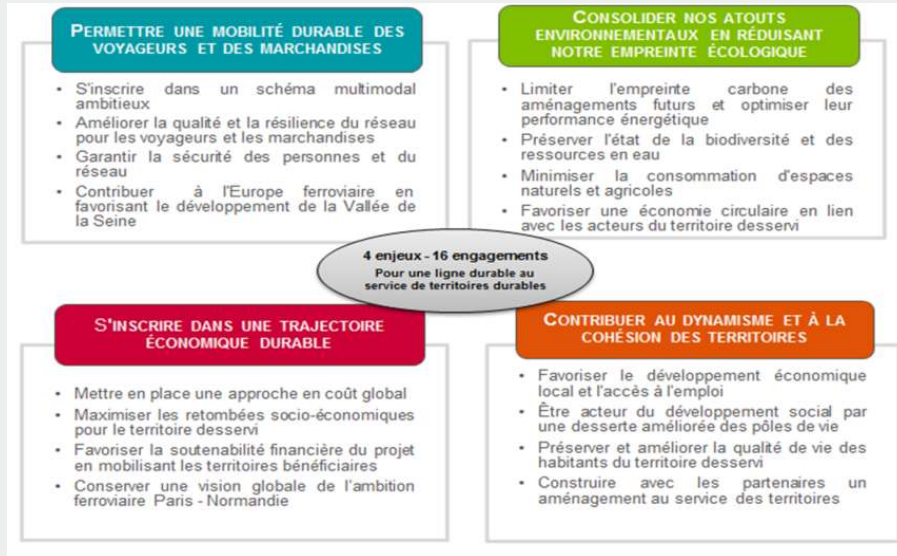 PERMETTRE UNE MOBILITÉ DURABLE DES
VOYAGEURS ET DES MARCHANDISES
• S'inscrire dans un schéma multimodal
ambitieux
• Améliorer la qualité et la résilience du réseau
pour les voyageurs et les marchandises
• Garantir la sécurité des personnes et du
réseau
• Contribuer à l'Europe ferroviaire en
favorisant le développement de la Vallée de
la Seine
CONSOLIDER NOS ATOUTS
ENVIRONNEMENTAUX EN RÉDUISANT
NOTRE EMPREINTE ÉCOLOGIQUE
• Limiter l'empreinte carbone des
aménagements futurs et optimiser leur
performance énergétique
• Préserver l'état de la biodiversité et des
ressources en eau
• Minimiser la consommation d'espaces
naturels et agricoles
• Favoriser une économie circulaire en lien
avec les acteurs du territoire desservi
4 enjeux - 16 engagements
Pour une ligne durable au
service de territoires durables
S'INSCRIRE DANS UNE TRAJECTOIRE
ÉCONOMIQUE DURABLE
• Mettre en place une approche en coût global
• Maximiser les retombées socio-économiques
pour le territoire desservi
• Favoriser la soutenabilité financière du projet
en mobilisant les territoires bénéficiaires
• Conserver une vision globale de l'ambition
ferroviaire Paris - Normandie
CONTRIBUER AU DYNAMISME ET À LA
COHÉSION DES TERRITOIRES
• Favoriser le développement économique
local et l'accès à l'emploi
• Être acteur du développement social par
une desserte améliorée des pôles de vie
• Préserver et améliorer la qualité de vie des
habitants du territoire desservi
• Construire avec les partenaires un
aménagement au service des territoires